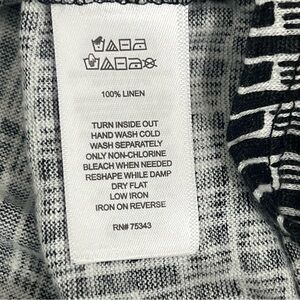 100% LINEN
TURN INSIDE OUT
HAND WASH COLD
WASH SEPARATELY
ONLY NON-CHLORINE
BLEACH WHEN NEEDED
RESHAPE WHILE DAMP
DRY FLAT
LOW IRON
IRON ON REVERSE
RN# 75343